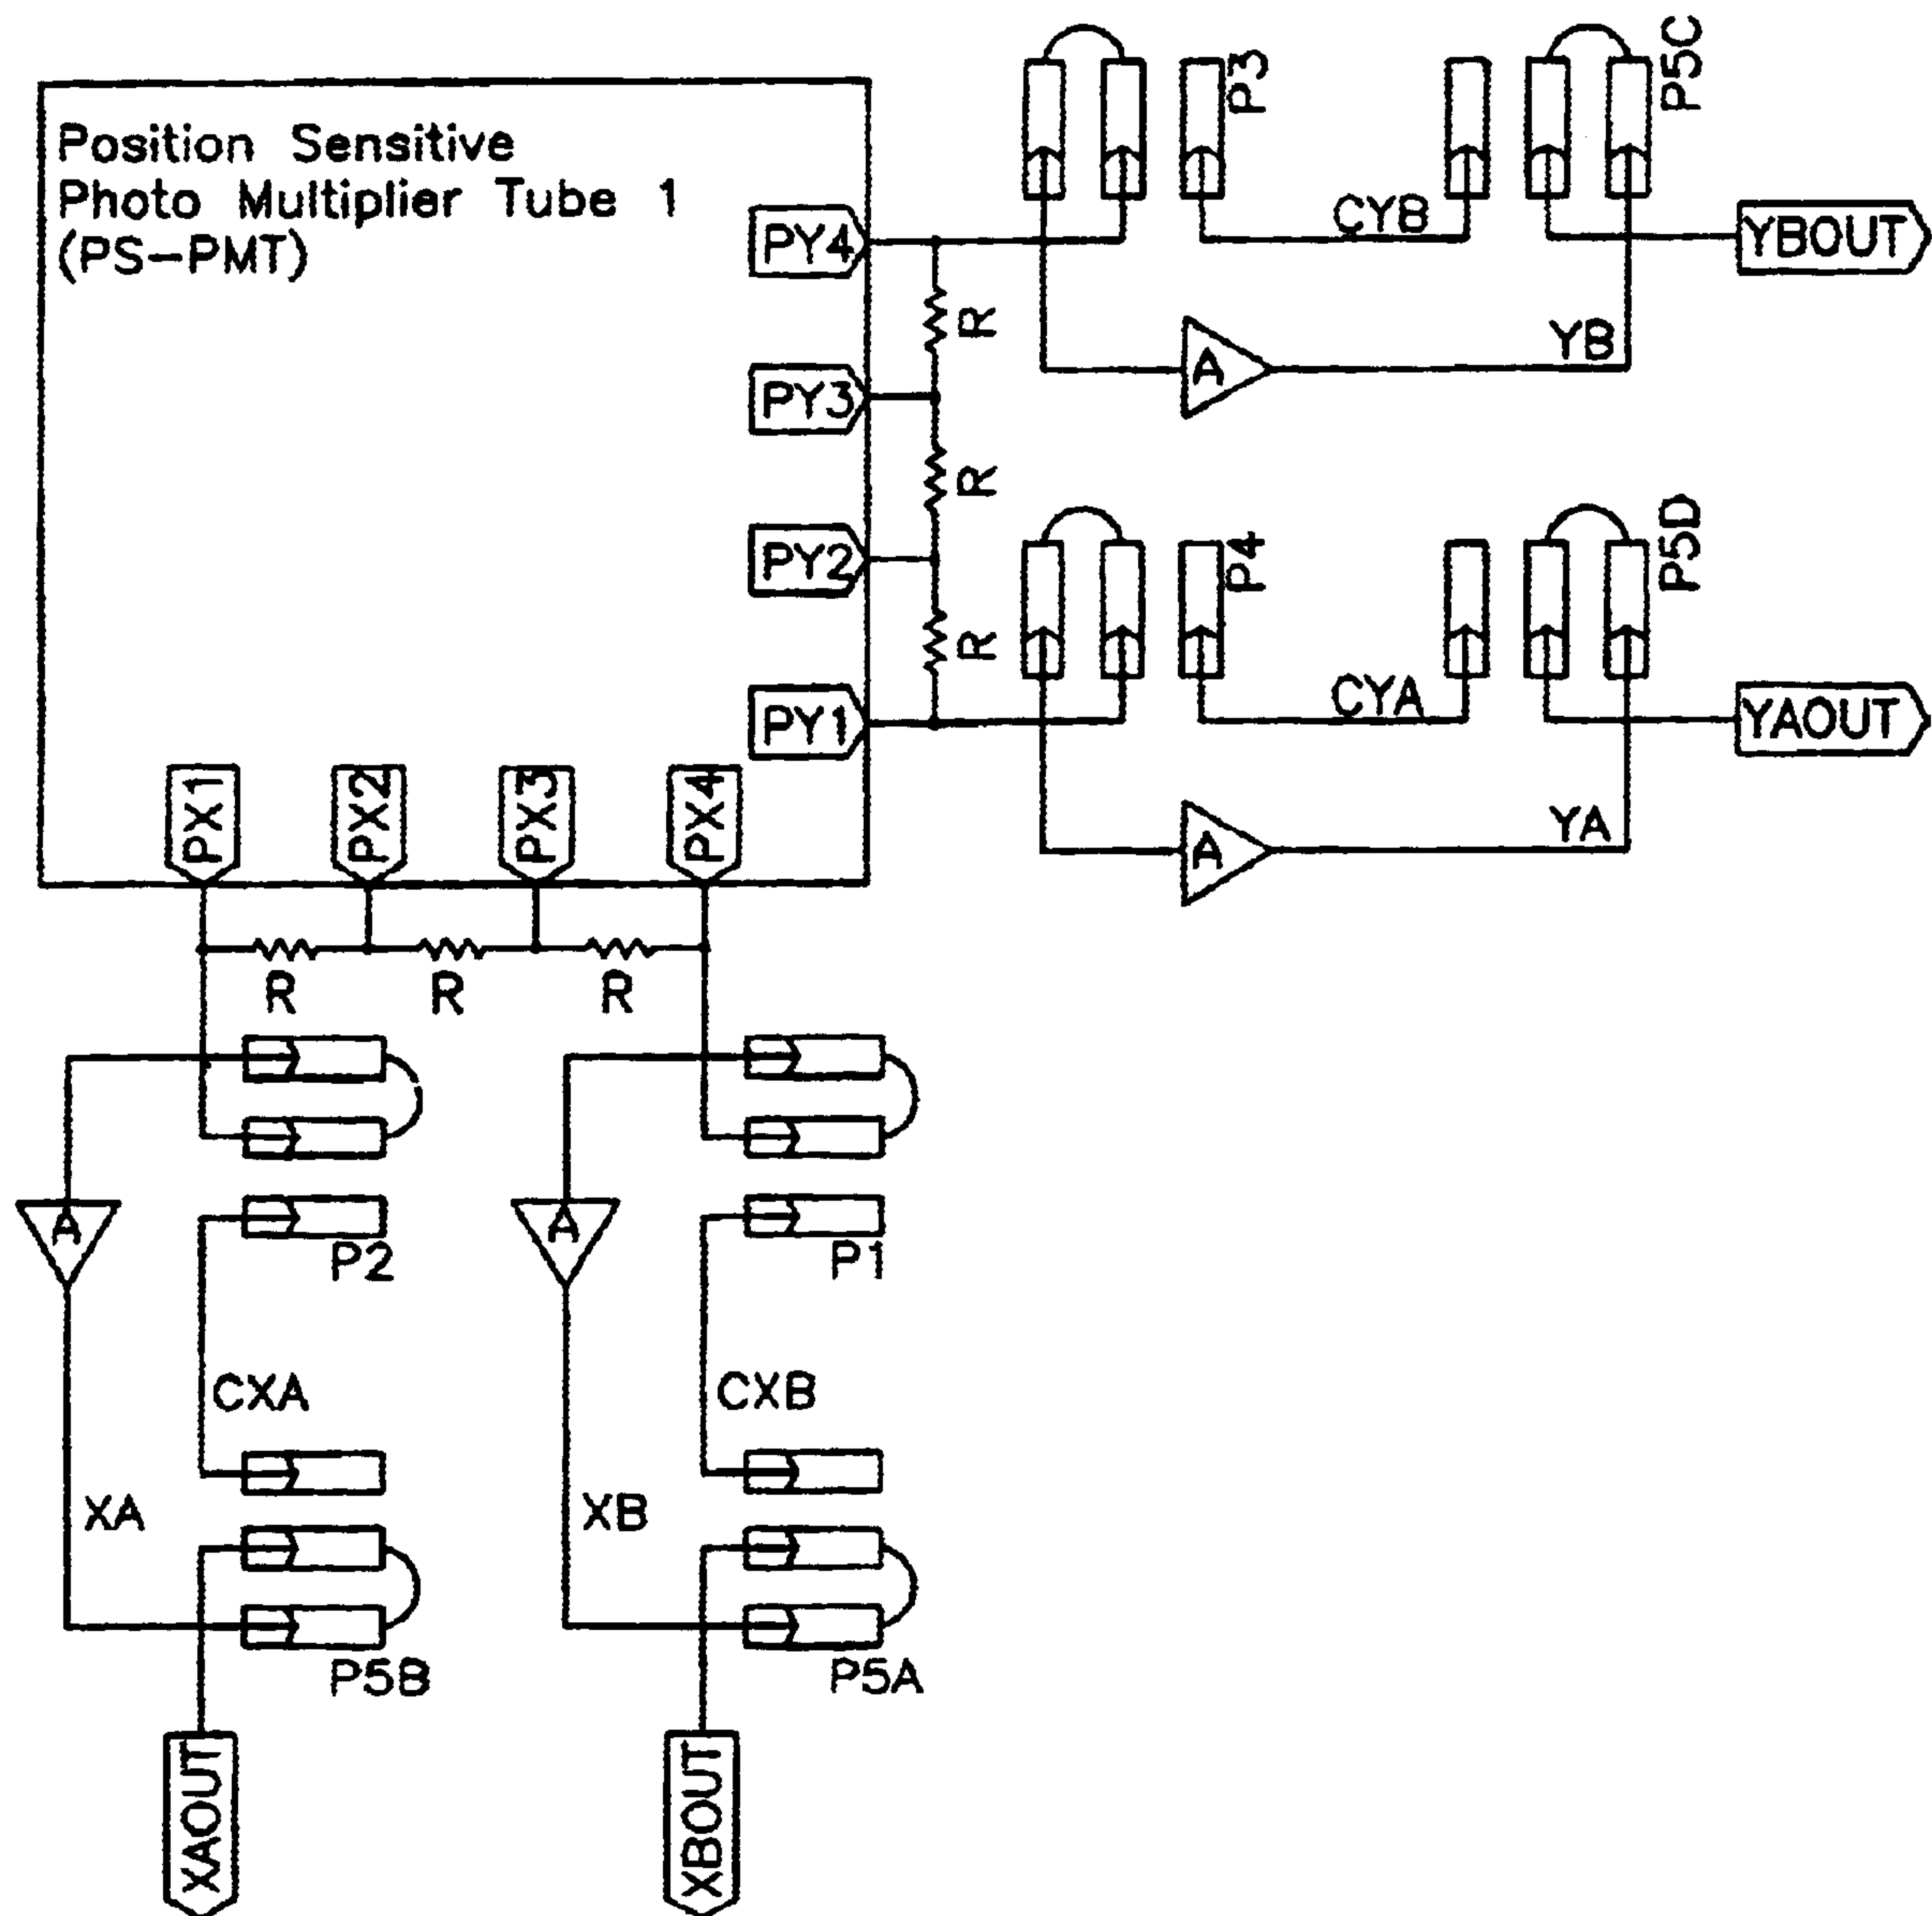 Position Sensitive
Photo Multiplier Tube 1
(PS-PMT)
PY4
PY3
PY2
PY1
PX1
PX2
PX3
PX4
R
R
R
R
R
R
P3
P5C
CYB
YBOUT
YB
A
P4
P5D
CYA
YAOUT
YA
A
A
A
P2
P1
CXA
CXB
XA
XB
P5B
P5A
XAOUT
XBOUT